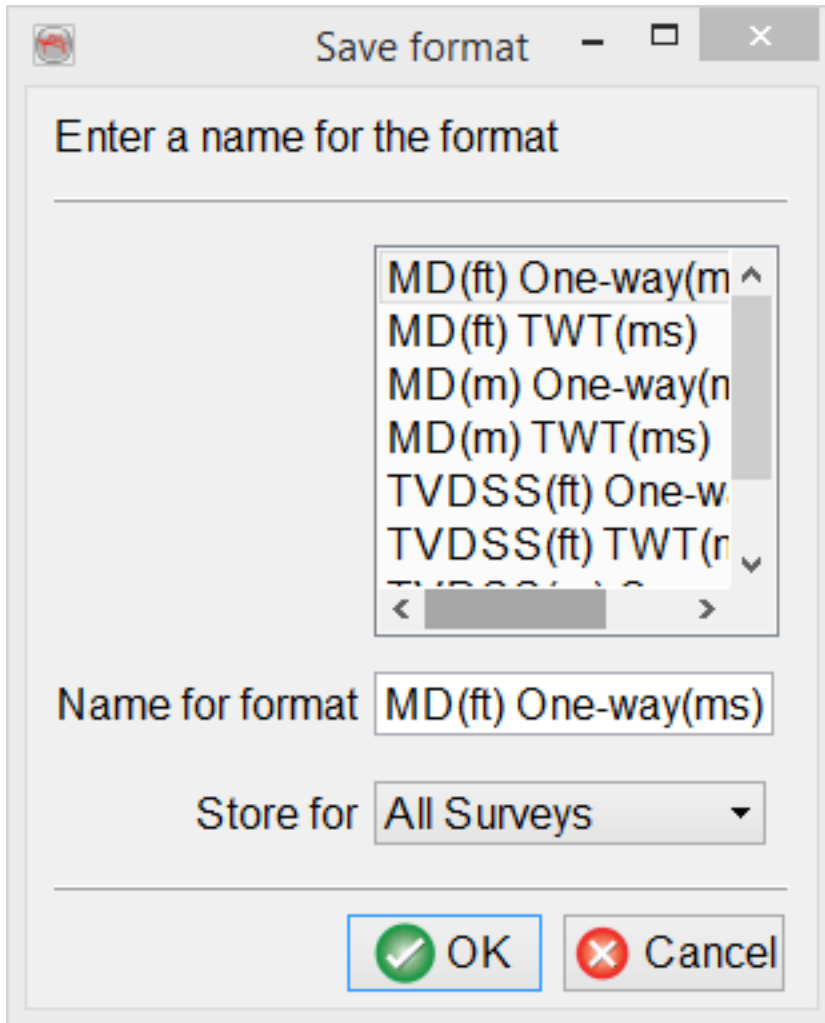 Save format
Enter a name for the format
MD(ft) One-way(m
MD(ft) TWT(ms)
MD(m) One-way(m
MD(m) TWT(ms)
TVDSS(ft) One-w
TVDSS(ft) TWT(m
Name for format MD(ft) One-way(ms)
Store for All Surveys
OK Cancel